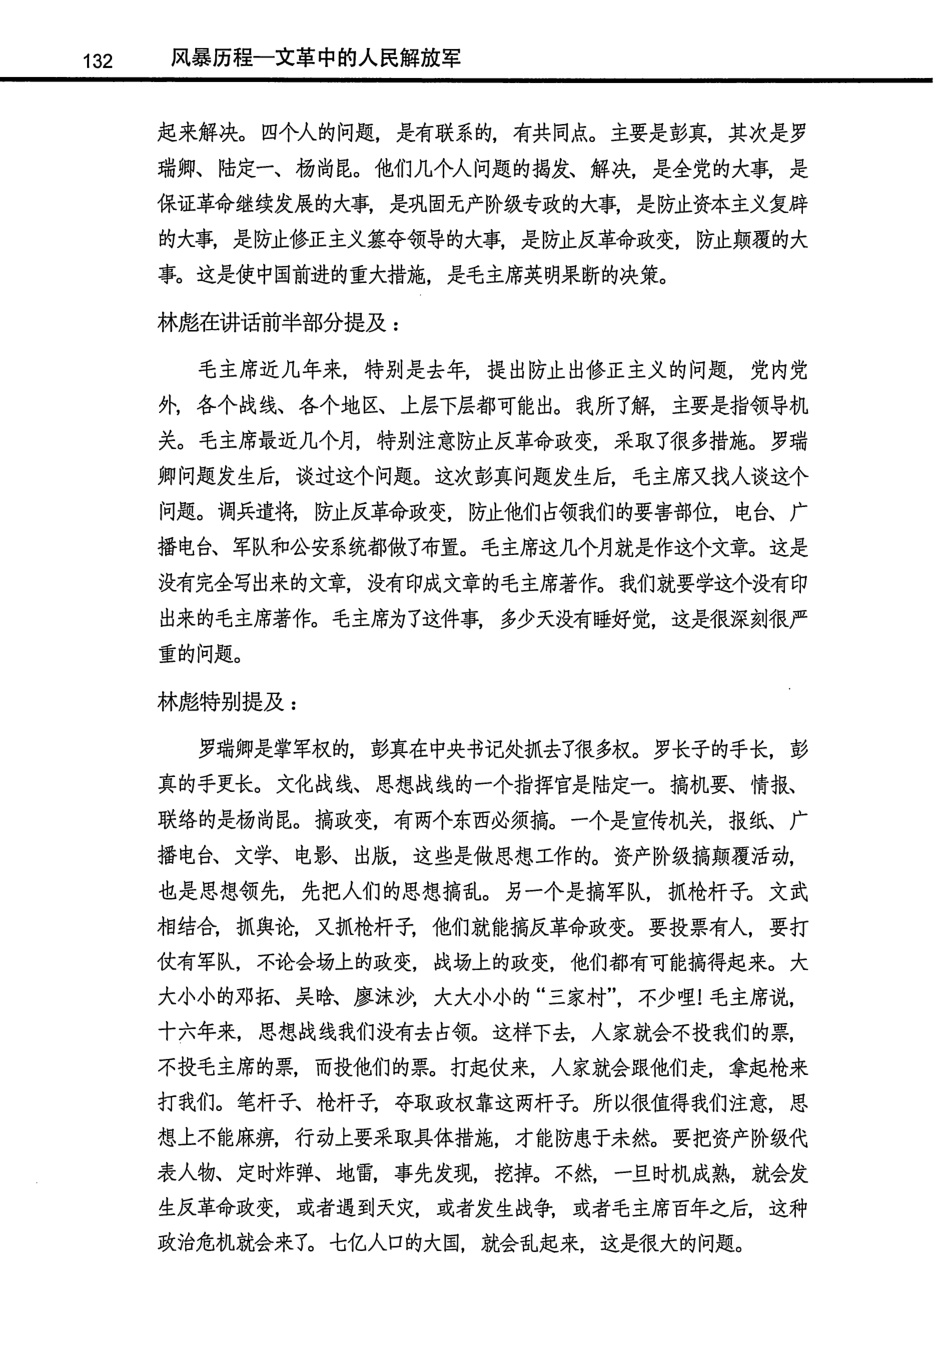 132 风暴历程—文革中的人民解放军
起来解决。四个人的问题，是有联系的，有共同点。主要是彭真，其次是罗
瑞卿、陆定一、杨尚昆。他们几个人问题的揭发、解决，是全党的大事，是
保证革命继续发展的大事，是巩固无产阶级专政的大事，是防止资本主义复辟
的大事，是防止修正主义篡夺领导的大事，是防止反革命政变，防止颠覆的大
事。这是使中国前进的重大措施，是毛主席英明果断的决策。
林彪在讲话前半部分提及：
毛主席近几年来，特别是去年，提出防止出修正主义的问题，党内党
外，各个战线、各个地区、上层下层都可能出。我所了解，主要是指领导机
关。毛主席最近几个月，特别注意防止反革命政变，采取了很多措施。罗瑞
卿问题发生后，谈过这个问题。这次彭真问题发生后，毛主席又找人谈这个
问题。调兵遣将，防止反革命政变，防止他们占领我们的要害部位，电台、广
播电台、军队和公安系统都做了布置。毛主席这几个月就是作这个文章。这是
没有完全写出来的文章，没有印成文章的毛主席著作。我们就要学这个没有印
出来的毛主席著作。毛主席为了这件事，多少天没有睡好觉，这是很深刻很严
重的问题。
林彪特别提及：
罗瑞卿是掌军权的，彭真在中央书记处抓去了很多权。罗长子的手长，彭
真的手更长。文化战线、思想战线的一个指挥官是陆定一。搞机要、情报、
联络的是杨尚昆。搞政变，有两个东西必须搞。一个是宣传机关，报纸、广
播电台、文学、电影、出版，这些是做思想工作的。资产阶级搞颠覆活动，
也是思想领先，先把人们的思想搞乱。另一个是搞军队，抓枪杆子。文武
相结合，抓舆论，又抓枪杆子，他们就能搞反革命政变。要投票有人，要打
仗有军队，不论会场上的政变，战场上的政变，他们都有可能搞得起来。大
大小小的邓拓、吴晗、廖沫沙，大大小小的“三家村”，不少哩！毛主席说，
十六年来，思想战线我们没有去占领。这样下去，人家就会不投我们的票，
不投毛主席的票，而投他们的票。打起仗来，人家就会跟他们走，拿起枪来
打我们。笔杆子、枪杆子，夺取政权靠这两杆子。所以很值得我们注意，思
想上不能麻痹，行动上要采取具体措施，才能防患于未然。要把资产阶级代
表人物、定时炸弹、地雷，事先发现，挖掉。不然，一旦时机成熟，就会发
生反革命政变，或者遇到天灾，或者发生战争，或者毛主席百年之后，这种
政治危机就会来了。七亿人口的大国，就会乱起来，这是很大的问题。